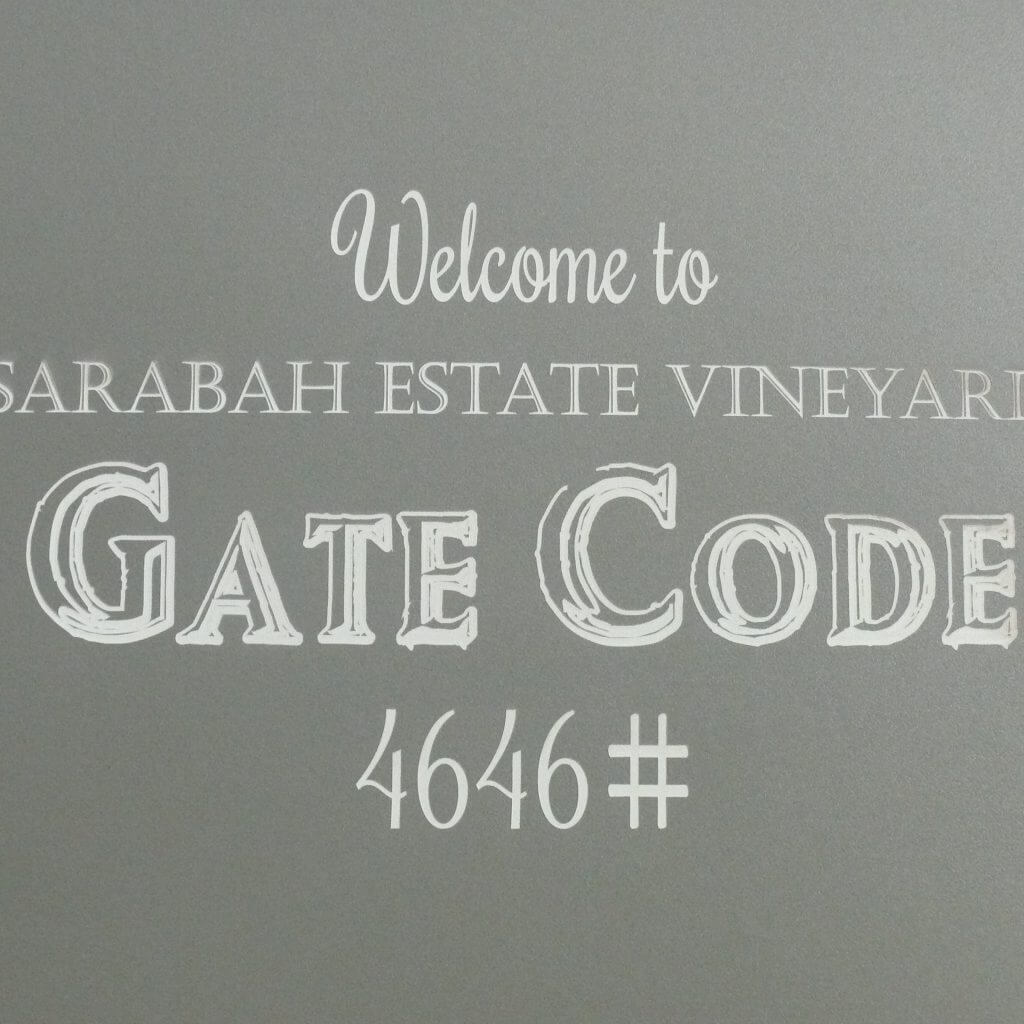 Welcome to
SARABAH ESTATE VINEYARD
GATE CODE
4646#